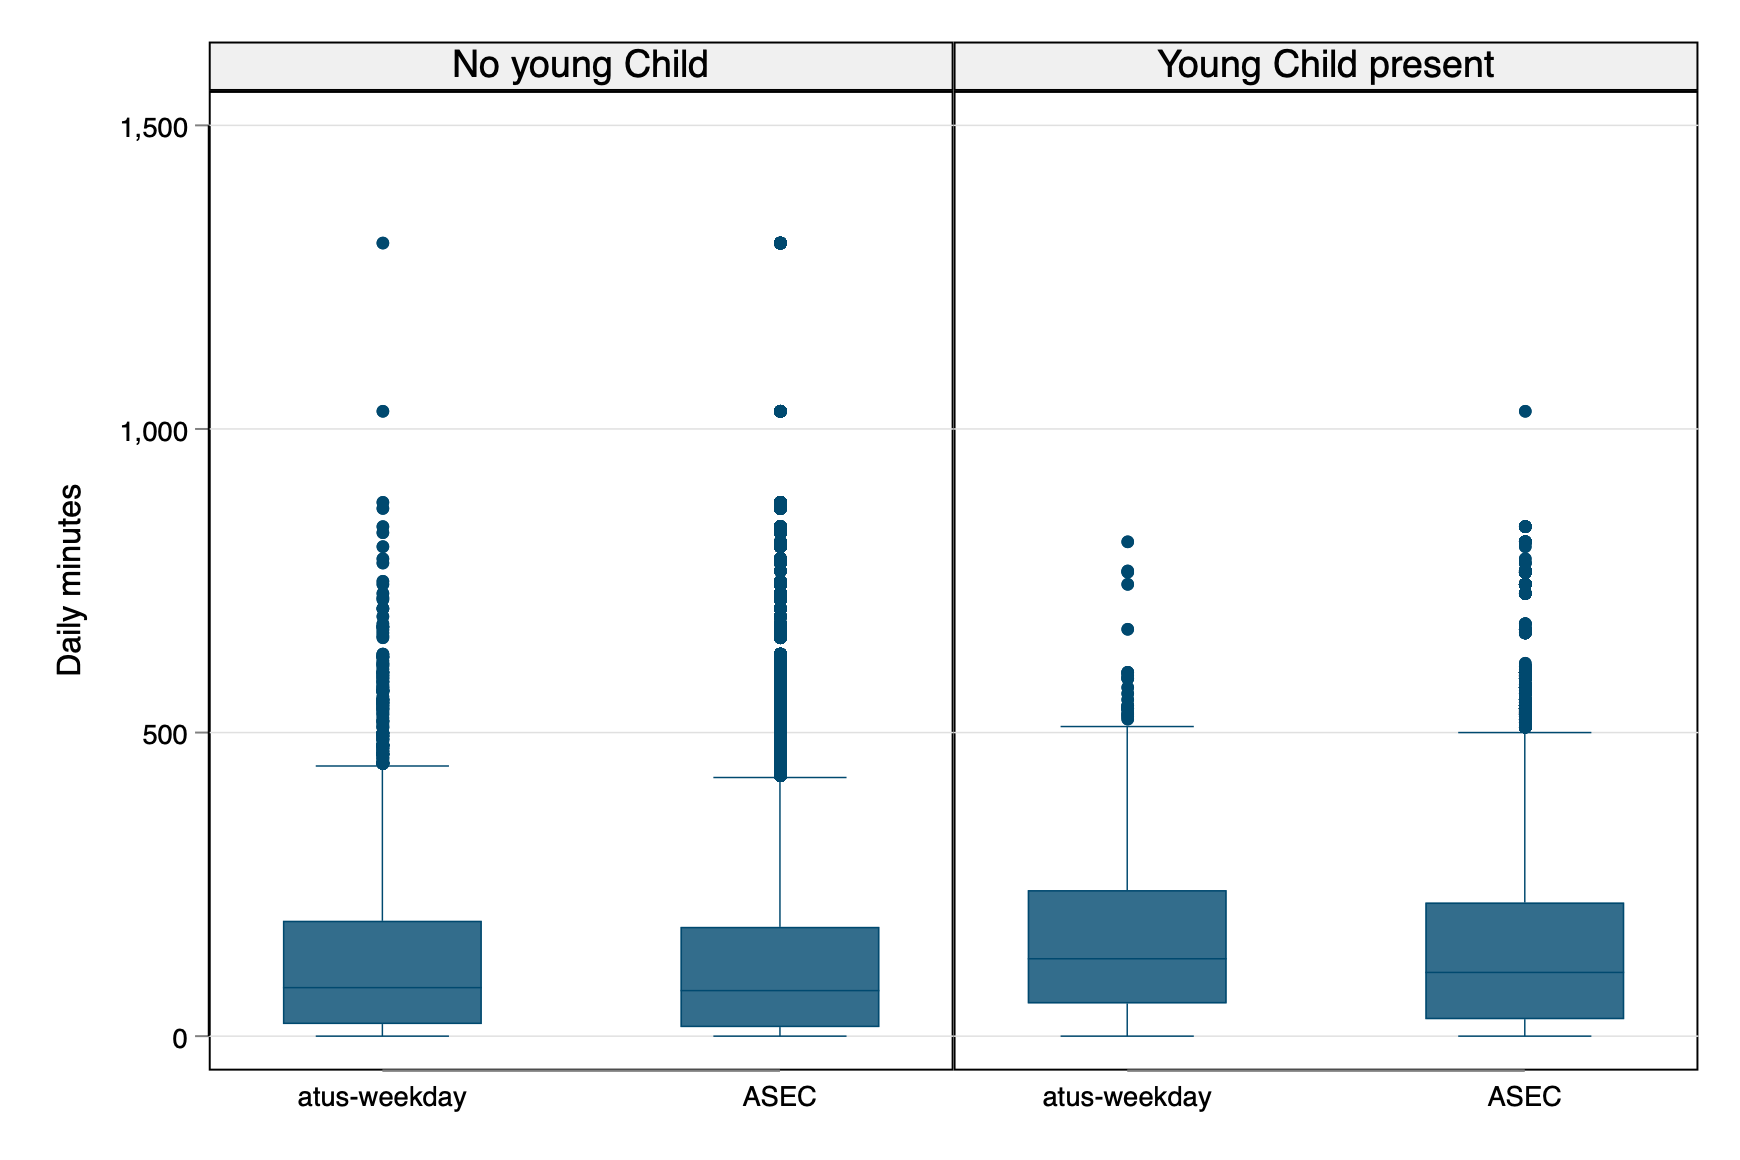 No young Child
Young Child present
1,500
1,000
500
0
Daily minutes
atus-weekday
ASEC
atus-weekday
ASEC